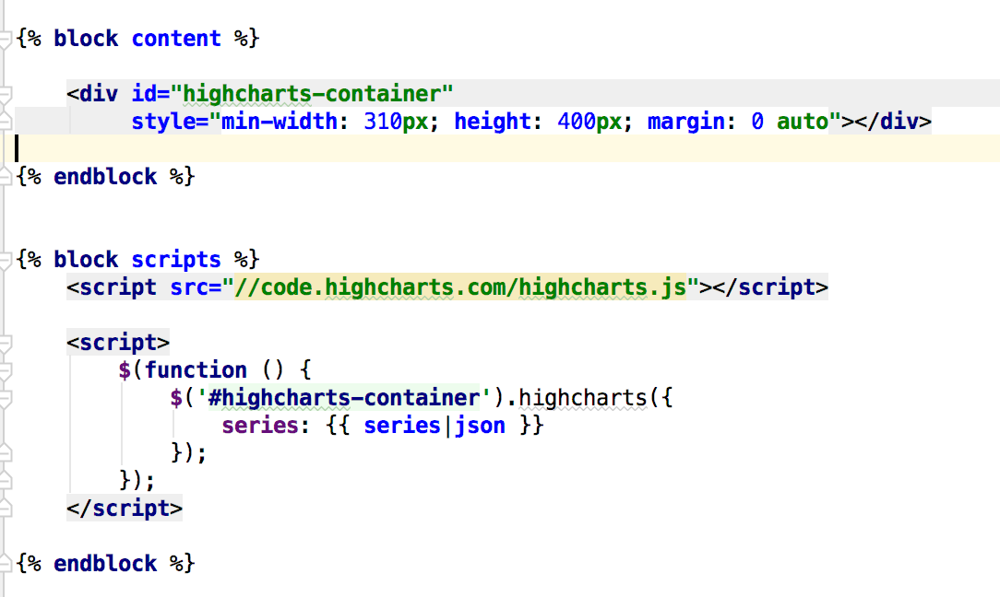 {% block content %}
<div id="highcharts-container"
style="min-width: 310px; height: 400px; margin: 0 auto"></div>
{% endblock %}
{% block scripts %}
<script src="//code.highcharts.com/highcharts.js"></script>
<script>
$(function () {
$('#highcharts-container').highcharts({
series: {{ series|json }}
});
});
</script>
{% endblock %}